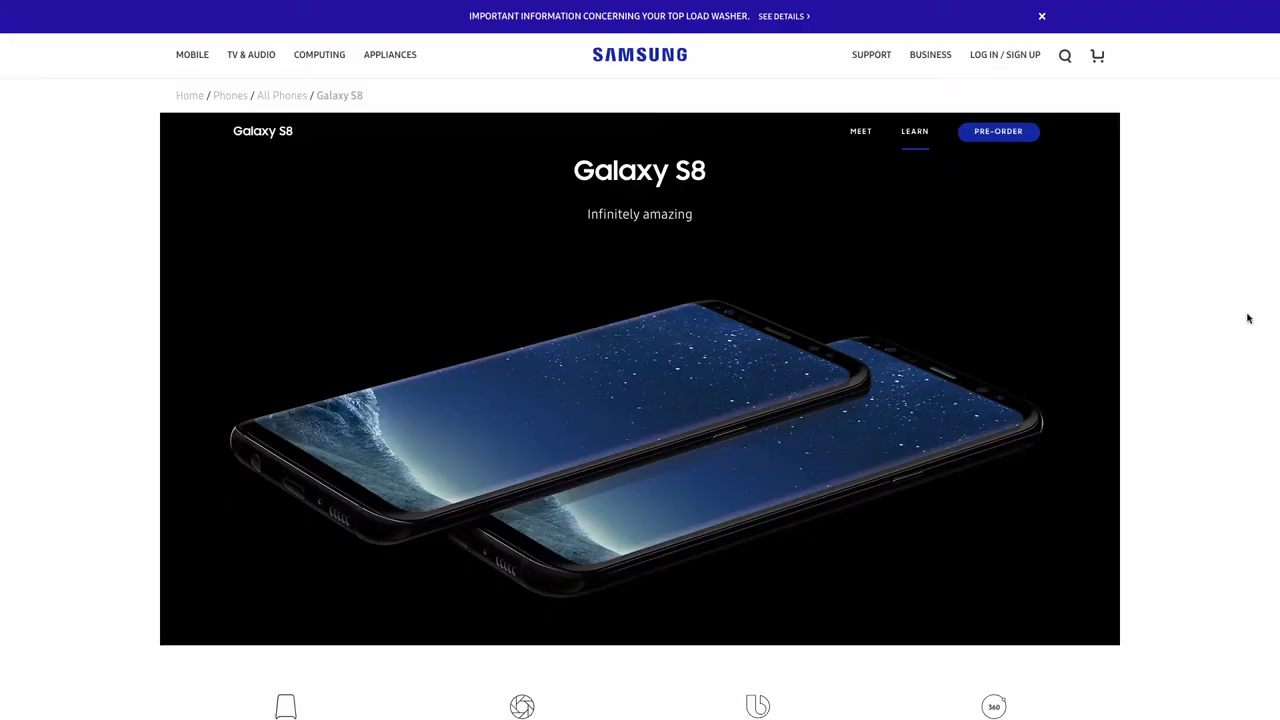 IMPORTANT INFORMATION CONCERNING YOUR TOP LOAD WASHER. SEE DETAILS >
MOBILE TV & AUDIO COMPUTING APPLIANCES SAMSUNG SUPPORT BUSINESS LOG IN / SIGN UP
Home / Phones / All Phones / Galaxy S8
Galaxy S8 MEET LEARN PRE-ORDER
Galaxy S8
Infinitely amazing
360